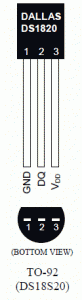 DALLAS
DS1820
1 2 3
GND DQ VDD
1 2 3
(BOTTOM VIEW)
TO-92
(DS18S20)